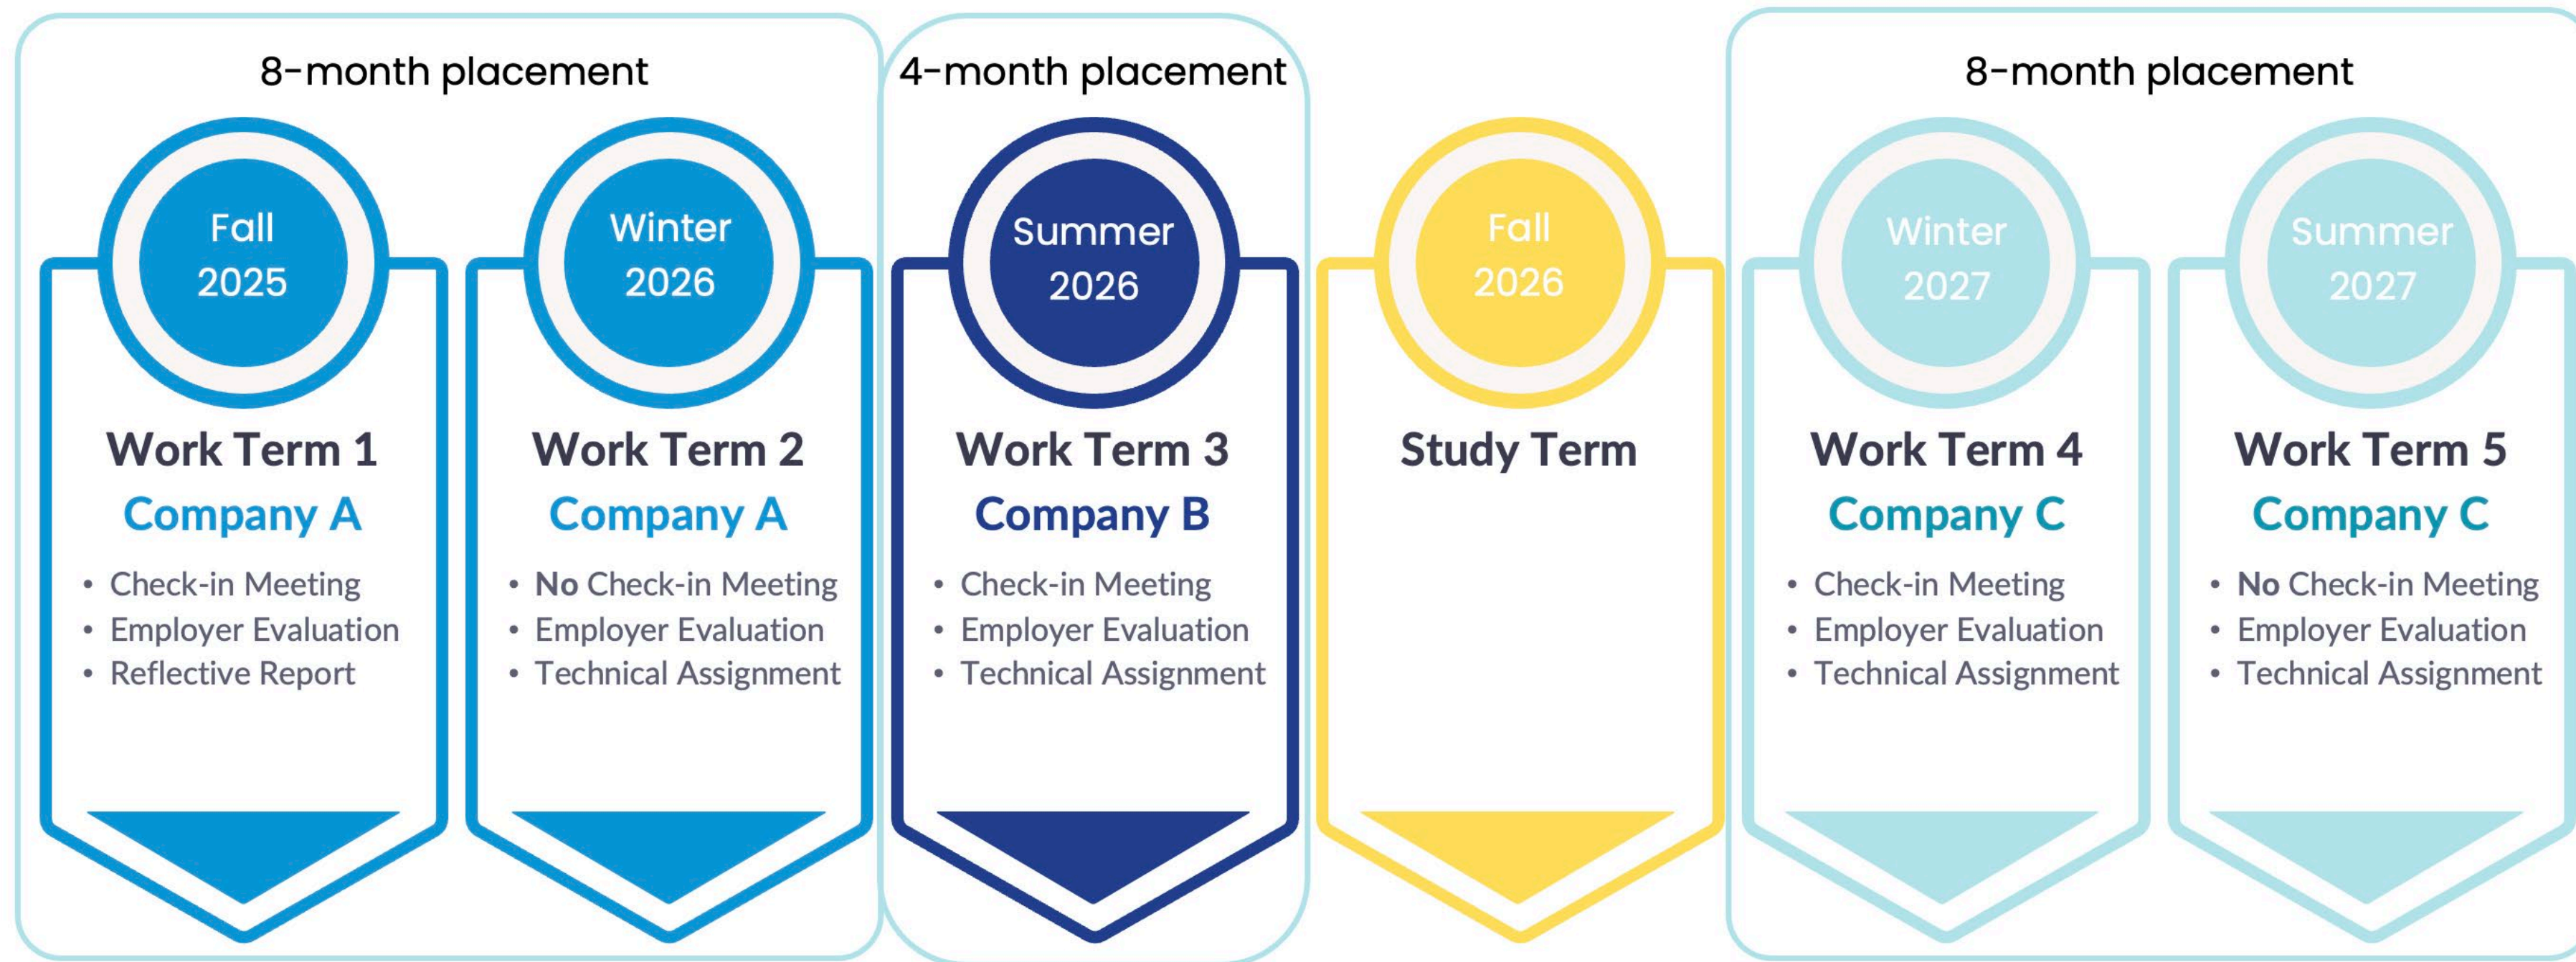 8-month placement
4-month placement
8-month placement
Fall
2025
Work Term 1
Company A
• Check-in Meeting
• Employer Evaluation
• Reflective Report
Winter
2026
Work Term 2
Company A
• No Check-in Meeting
• Employer Evaluation
• Technical Assignment
Summer
2026
Work Term 3
Company B
• Check-in Meeting
• Employer Evaluation
• Technical Assignment
Fall
2026
Study Term
Winter
2027
Work Term 4
Company C
• Check-in Meeting
• Employer Evaluation
• Technical Assignment
Summer
2027
Work Term 5
Company C
• No Check-in Meeting
• Employer Evaluation
• Technical Assignment